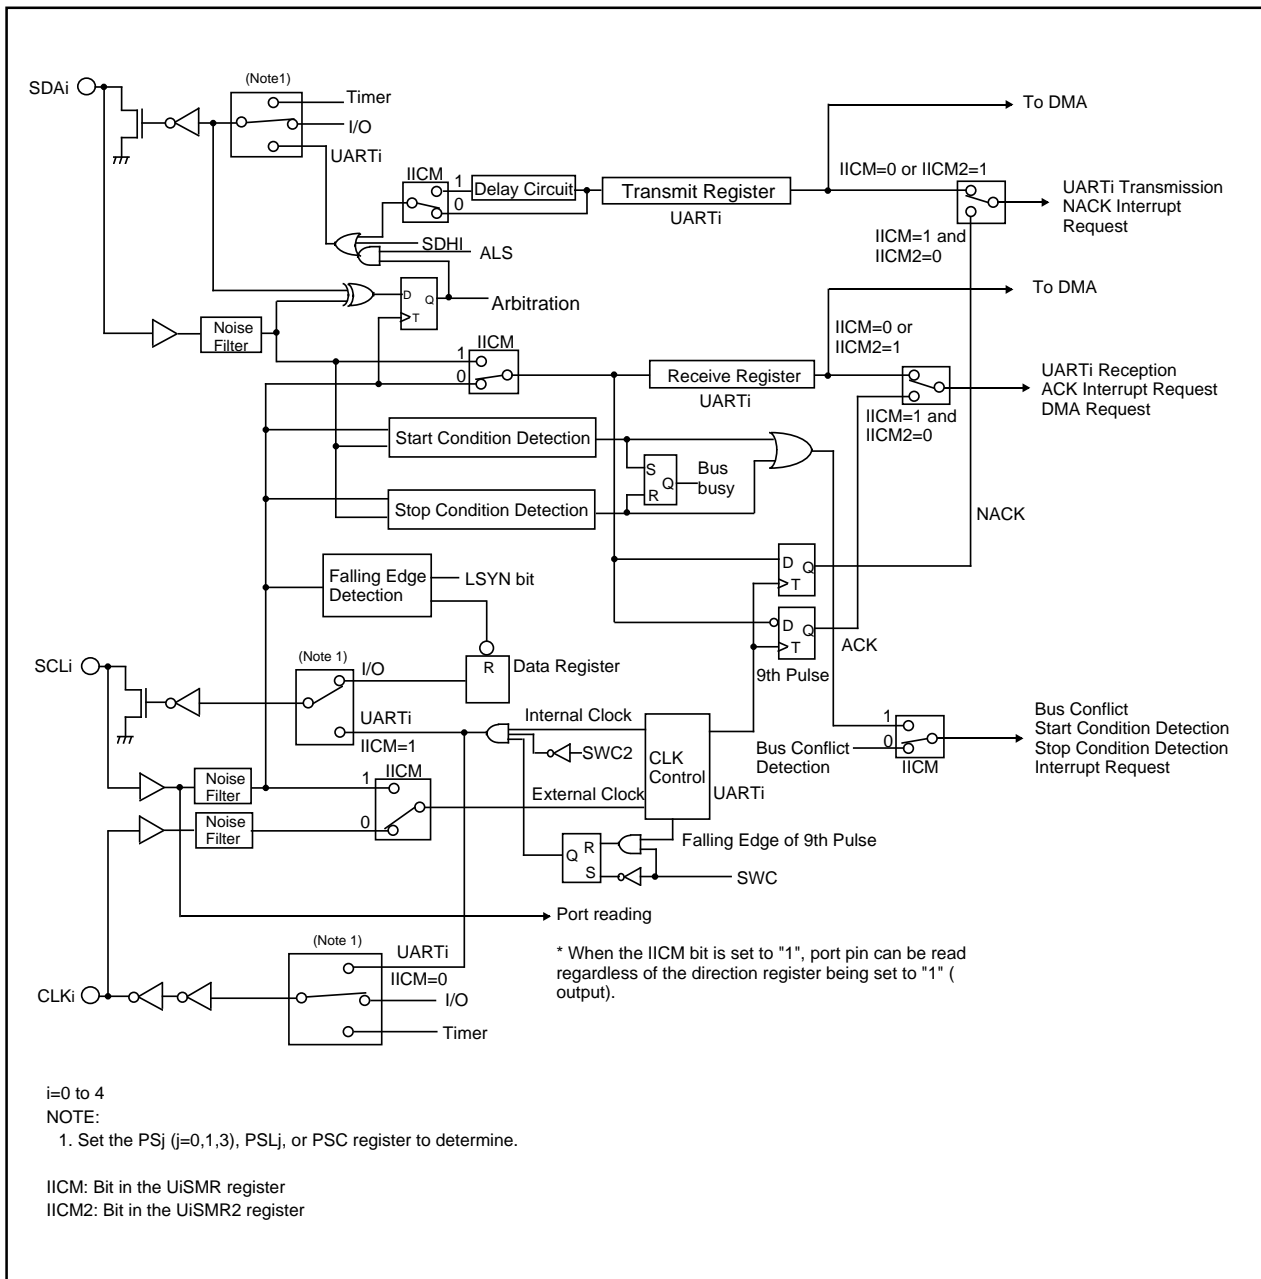 (Note1)
SDAi
Timer
I/O
UARTi
To DMA
IICM
1
0
Delay Circuit
Transmit Register
UARTi
IICM=0 or IICM2=1
UARTi Transmission
NACK Interrupt
Request
IICM=1 and
IICM2=0
SDHI
ALS
D
Q
T
Arbitration
To DMA
Noise
Filter
IICM
1
0
Receive Register
UARTi
IICM=0 or
IICM2=1
UARTi Reception
ACK Interrupt Request
DMA Request
IICM=1 and
IICM2=0
Start Condition Detection
S
Q
R
Bus
busy
Stop Condition Detection
NACK
Falling Edge
Detection
LSYN bit
D
Q
T
D
Q
T
ACK
9th Pulse
SCLi
(Note 1)
I/O
R
Data Register
UARTi
IICM=1
Internal Clock
SWC2
CLK
Control
UARTi
Bus Conflict
Detection
1
0
IICM
Bus Conflict
Start Condition Detection
Stop Condition Detection
Interrupt Request
Noise
Filter
IICM
1
0
External Clock
Noise
Filter
Q
R
S
Falling Edge of 9th Pulse
SWC
Port reading
(Note 1)
UARTi
IICM=0
CLKi
I/O
Timer
* When the IICM bit is set to "1", port pin can be read
regardless of the direction register being set to "1" (
output).
i=0 to 4
NOTE:
1. Set the PSj (j=0,1,3), PSLj, or PSC register to determine.
IICM: Bit in the UiSMR register
IICM2: Bit in the UiSMR2 register